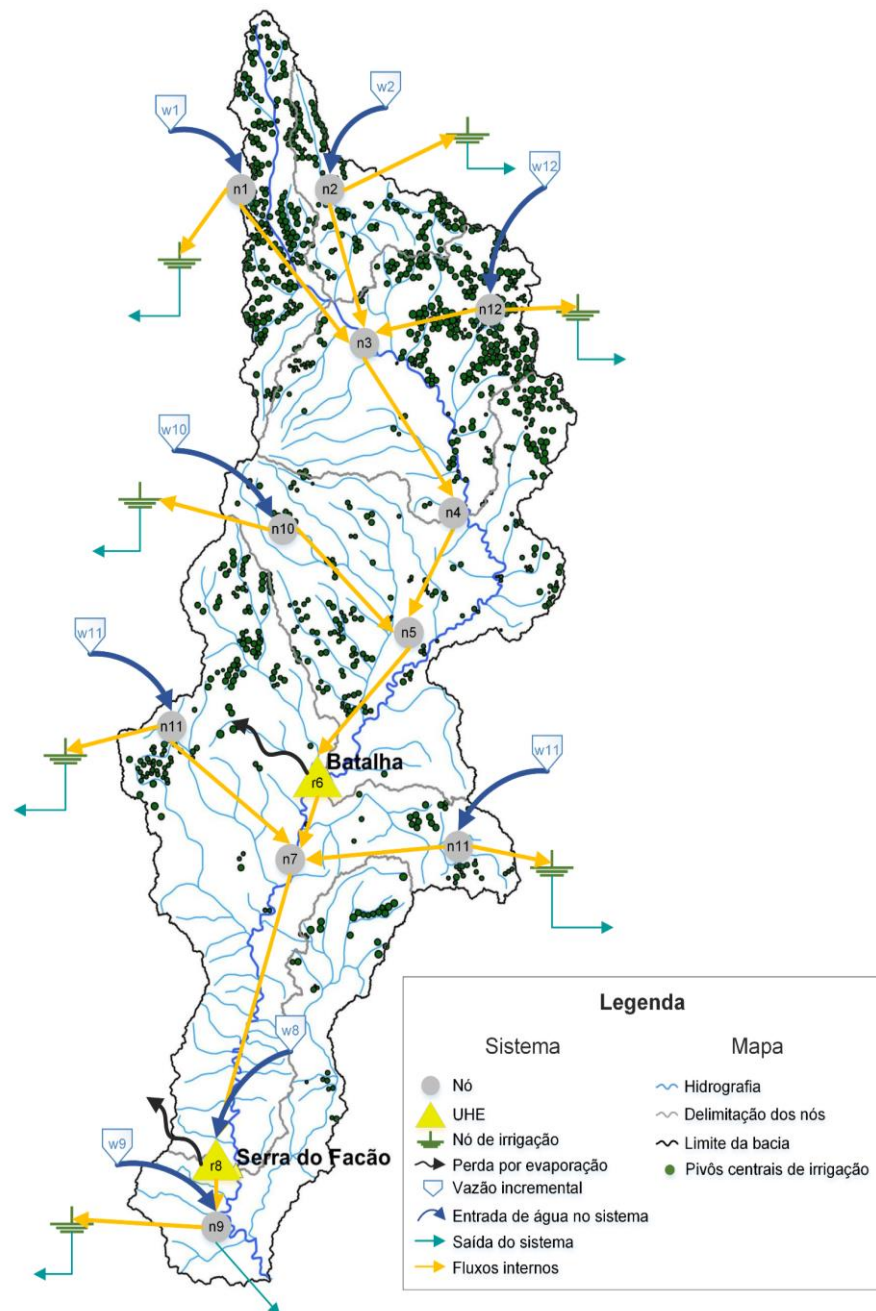 w1
w2
w12
n1
n2
n12
n3
w10
n4
n10
n5
w11
n11
Batalha
r6
w11
n11
n7
w8
w9
Serra do Facão
r8
n9
Legenda
Sistema
Nó
UHE
Nó de irrigação
Perda por evaporação
Vazão incremental
Entrada de água no sistema
Saída do sistema
Fluxos internos
Mapa
Hidrografia
Delimitação dos nós
Limite da bacia
Pivôs centrais de irrigação